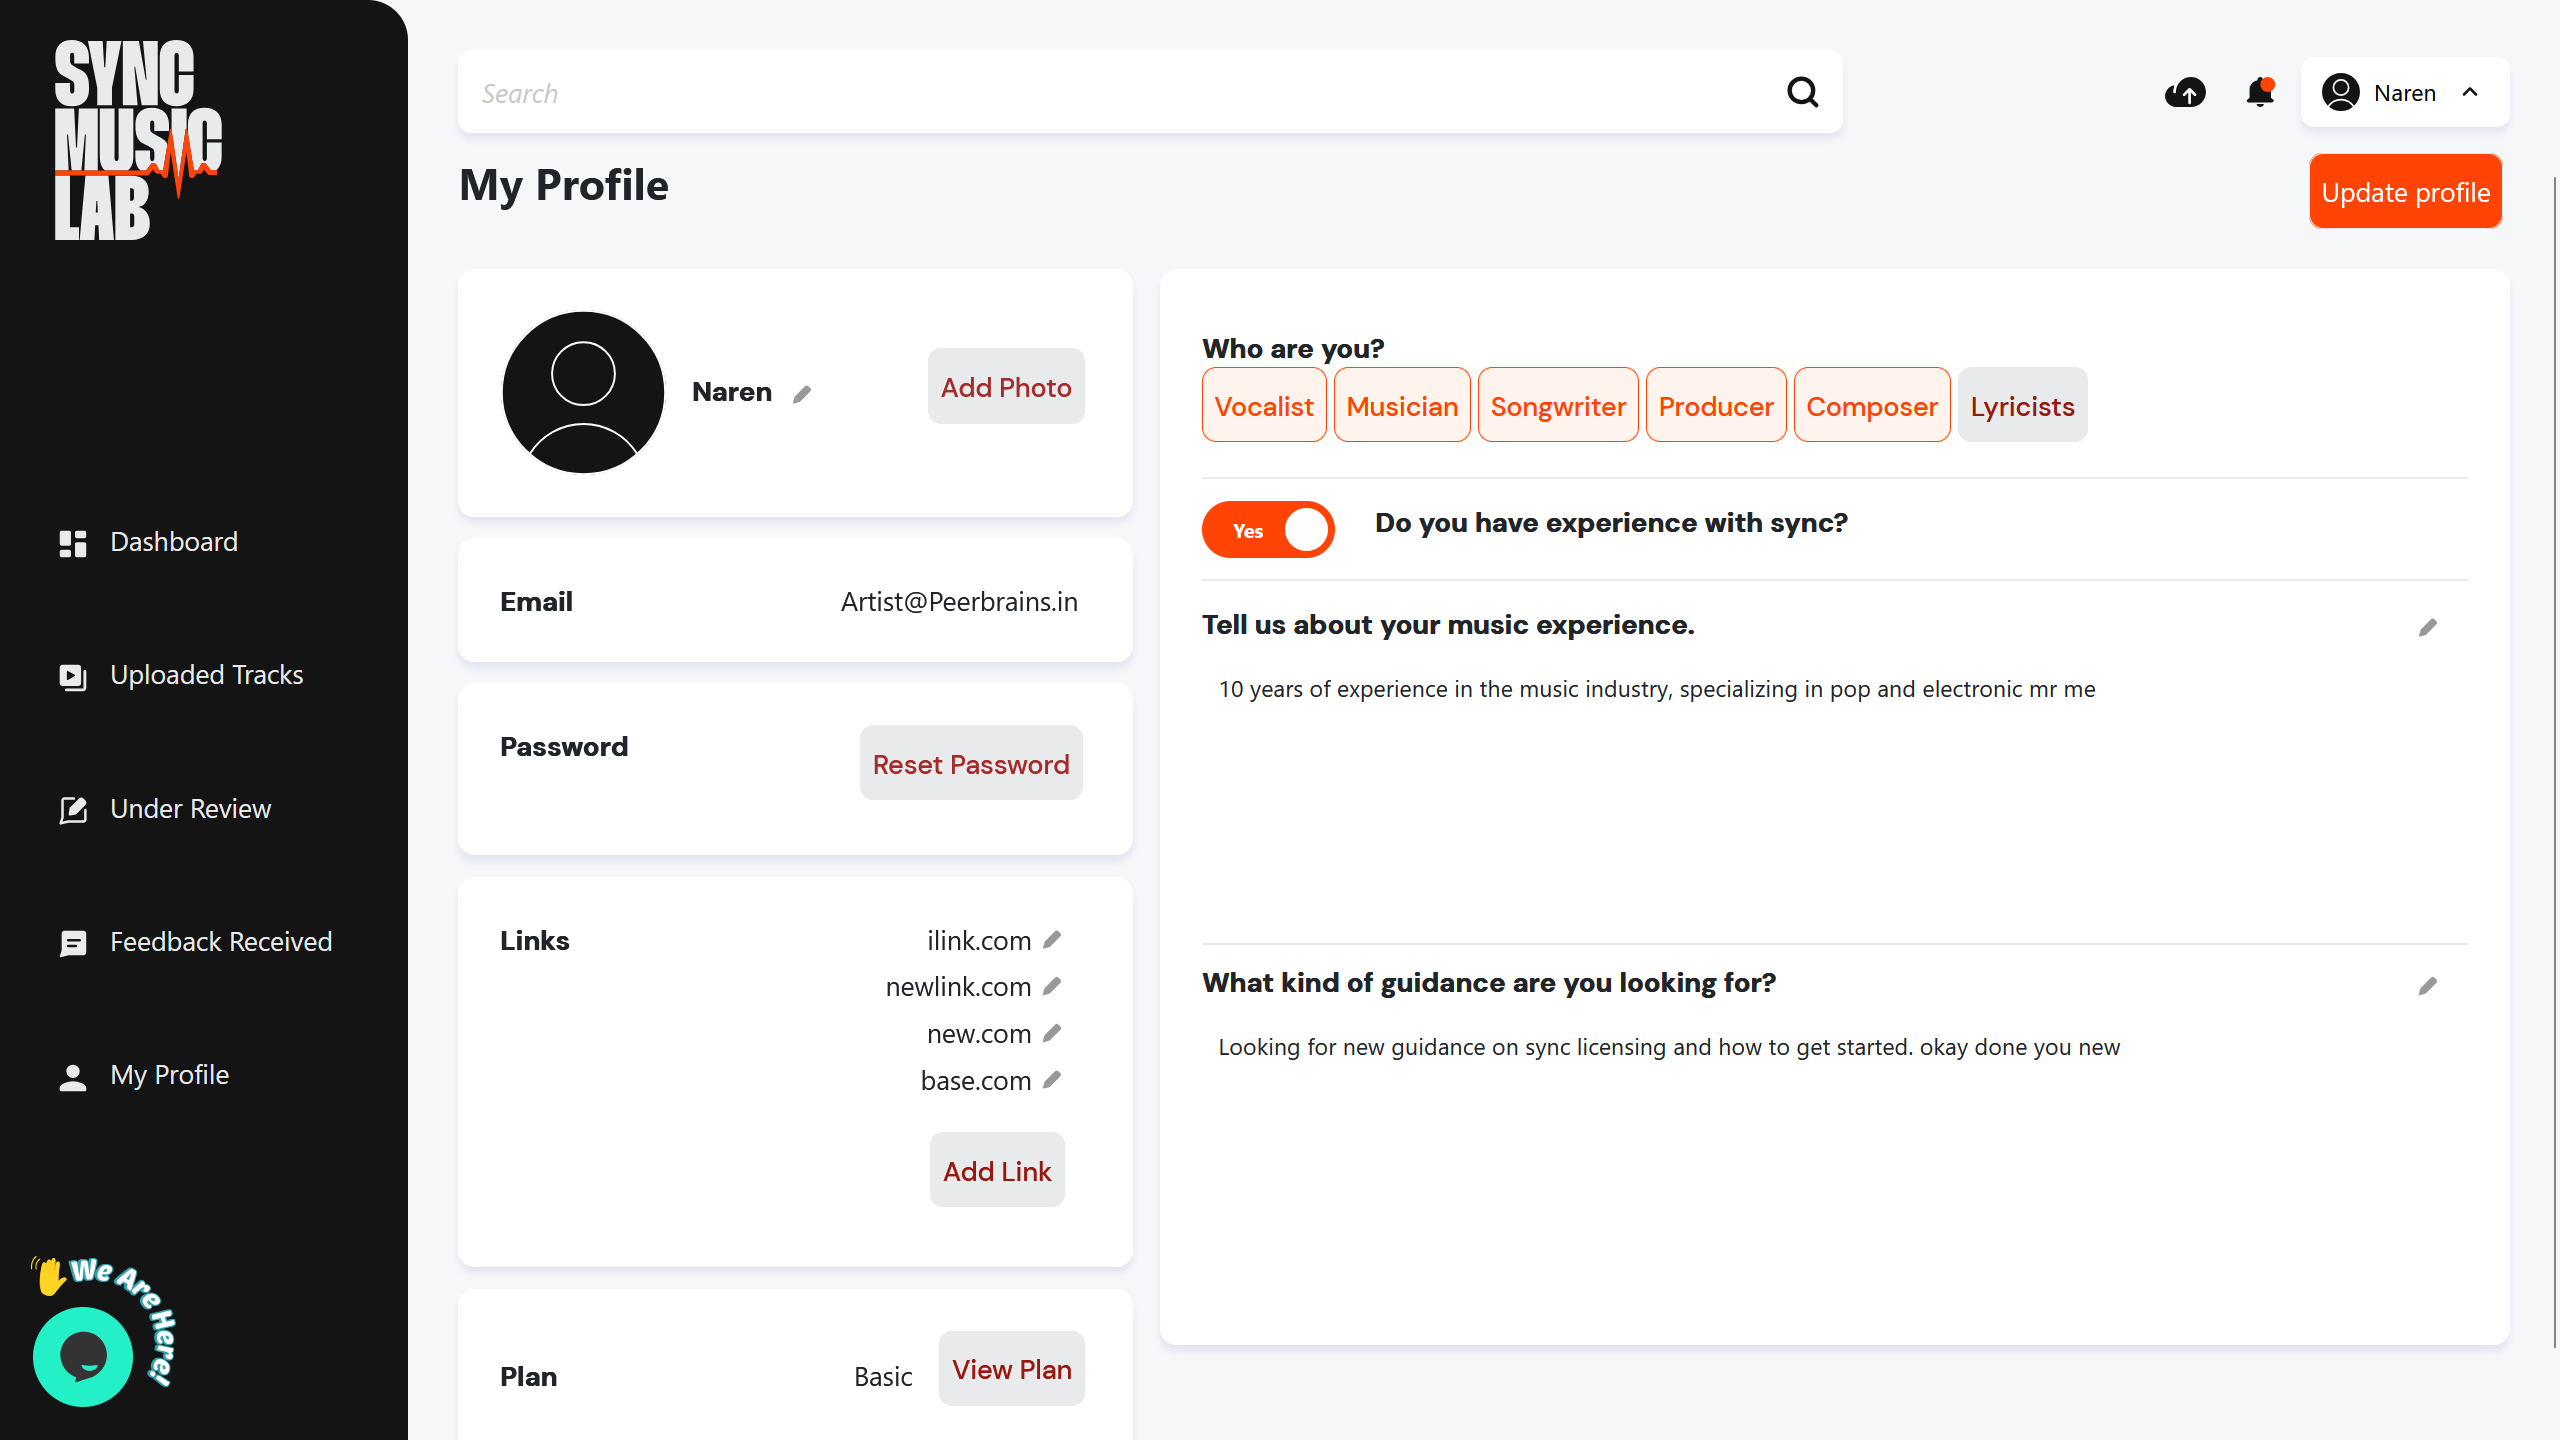 SYNC
MUSIC
LAB
Dashboard
Uploaded Tracks
Under Review
Feedback Received
My Profile
We Are Here!
Search
Naren
My Profile
Update profile
Naren
Add Photo
Email
Artist@Peerbrains.in
Password
Reset Password
Links
ilink.com
newlink.com
new.com
base.com
Add Link
Plan
Basic
View Plan
Who are you?
Vocalist Musician Songwriter Producer Composer Lyricists
Yes
Do you have experience with sync?
Tell us about your music experience.
10 years of experience in the music industry, specializing in pop and electronic mr me
What kind of guidance are you looking for?
Looking for new guidance on sync licensing and how to get started. okay done you new